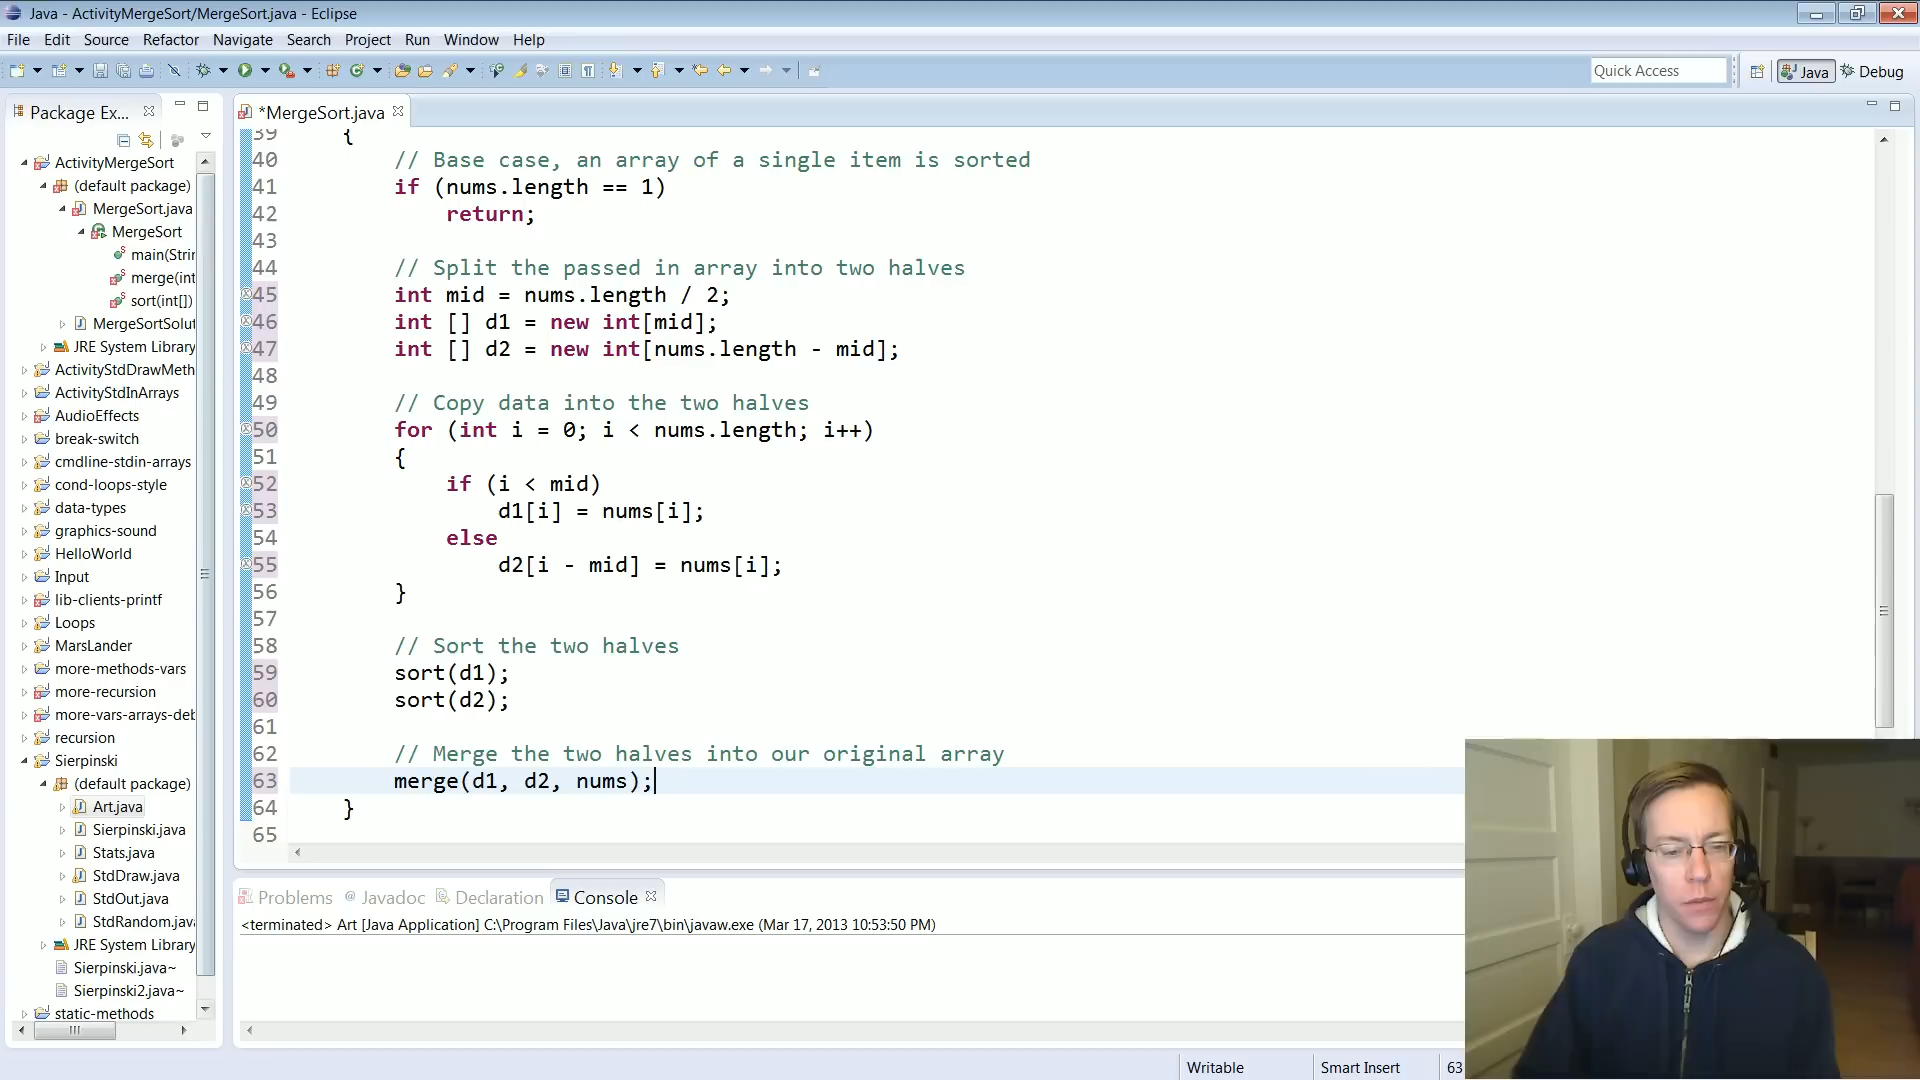 Java - ActivityMergeSort/MergeSort.java - Eclipse
File Edit Source Refactor Navigate Search Project Run Window Help
Quick Access
Java
Debug
Package Ex...
ActivityMergeSort
(default package)
MergeSort.java
MergeSort
main(Strir
merge(int
sort(int[])
MergeSortSolut
JRE System Library
ActivityStdDrawMeth
ActivityStdInArrays
AudioEffects
break-switch
cmdline-stdin-arrays
cond-loops-style
data-types
graphics-sound
HelloWorld
Input
lib-clients-printf
Loops
MarsLander
more-methods-vars
more-recursion
more-vars-arrays-deb
recursion
Sierpinski
(default package)
Art.java
Sierpinski.java
Stats.java
StdDraw.java
StdOut.java
StdRandom.java
JRE System Library
Sierpinski.java~
Sierpinski2.java~
static-methods
*MergeSort.java
39 {
40 // Base case, an array of a single item is sorted
41 if (nums.length == 1)
42 return;
43
44 // Split the passed in array into two halves
45 int mid = nums.length / 2;
46 int [] d1 = new int[mid];
47 int [] d2 = new int[nums.length - mid];
48
49 // Copy data into the two halves
50 for (int i = 0; i < nums.length; i++)
51 {
52 if (i < mid)
53 d1[i] = nums[i];
54 else
55 d2[i - mid] = nums[i];
56 }
57
58 // Sort the two halves
59 sort(d1);
60 sort(d2);
61
62 // Merge the two halves into our original array
63 merge(d1, d2, nums);
64 }
65
Problems @ Javadoc Declaration Console
<terminated> Art [Java Application] C:\Program Files\Java\jre7\bin\javaw.exe (Mar 17, 2013 10:53:50 PM)
Writable Smart Insert 63